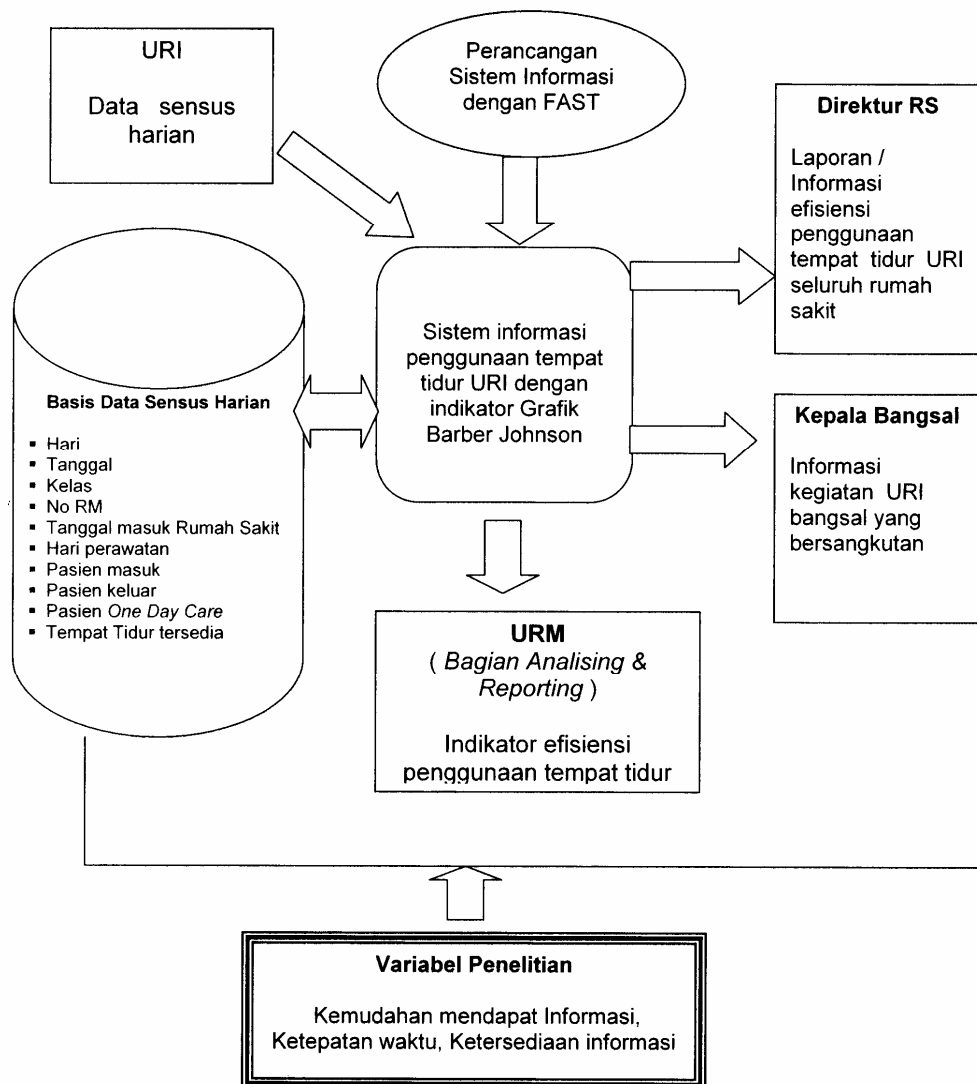 URI
Data sensus
harian
Perancangan
Sistem Informasi
dengan FAST
Direktur RS
Laporan /
Informasi
efisiensi
penggunaan
tempat tidur URI
seluruh rumah
sakit
Basis Data Sensus Harian
▪ Hari
▪ Tanggal
▪ Kelas
▪ No RM
▪ Tanggal masuk Rumah Sakit
▪ Hari perawatan
▪ Pasien masuk
▪ Pasien keluar
▪ Pasien One Day Care
▪ Tempat Tidur tersedia
Sistem informasi
penggunaan tempat
tidur URI dengan
indikator Grafik
Barber Johnson
Kepala Bangsal
Informasi
kegiatan URI
bangsal yang
bersangkutan
URM
( Bagian Analising &
Reporting )
Indikator efisiensi
penggunaan tempat tidur
Variabel Penelitian
Kemudahan mendapat Informasi,
Ketepatan waktu, Ketersediaan informasi